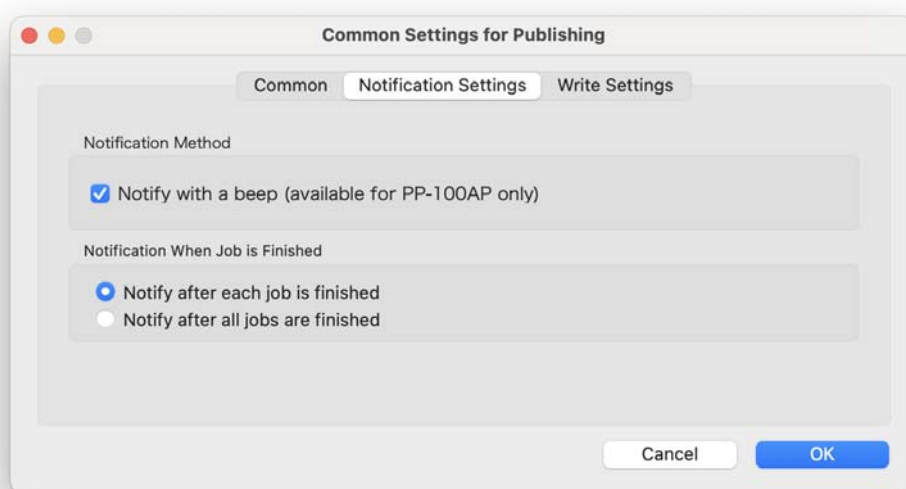 Common Settings for Publishing
Common Notification Settings Write Settings
Notification Method
Notify with a beep (available for PP-100AP only)
Notification When Job is Finished
Notify after each job is finished
Notify after all jobs are finished
Cancel OK